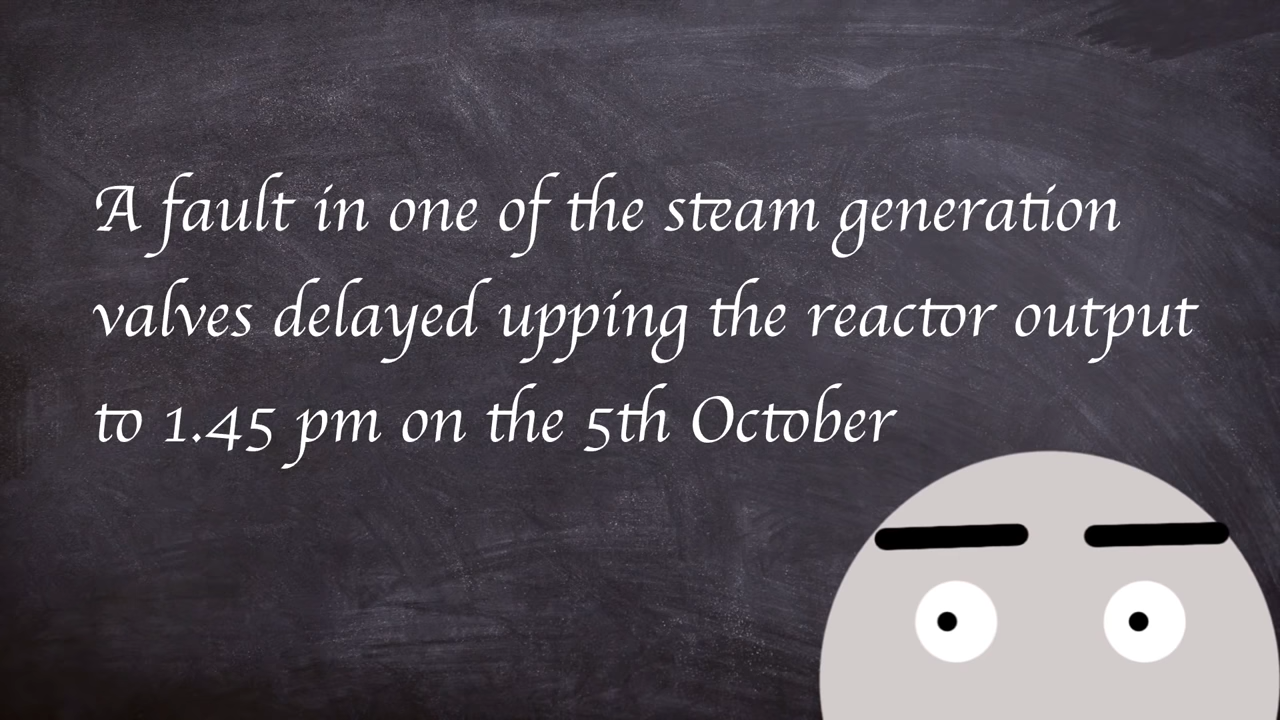 A fault in one of the steam generation
valves delayed upping the reactor output
to 1.45 pm on the 5th October